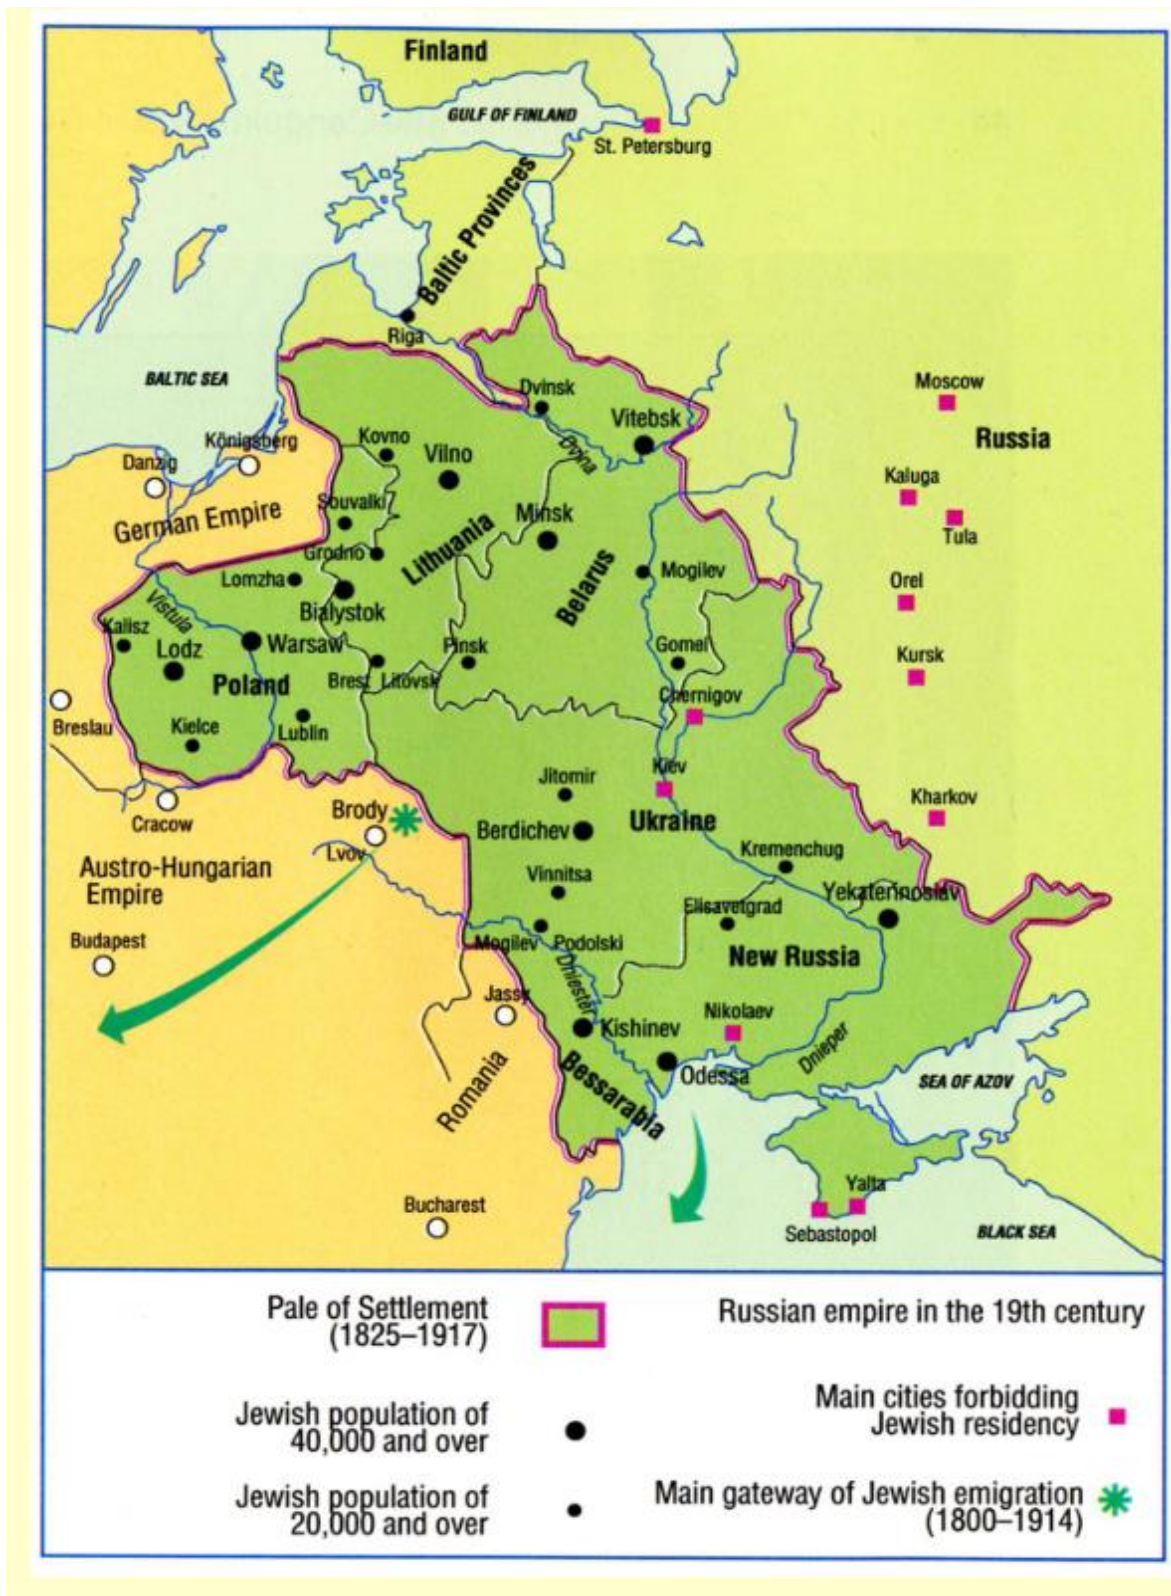 Finland
GULF OF FINLAND
St. Petersburg
Baltic Provinces
Riga
BALTIC SEA
Dvinsk
Moscow
Vitebsk
Russia
Königsberg
Kovno
Vilno
Dvina
Danzig
Kaluga
Souvalki
Minsk
German Empire
Tula
Grodno
Lithuania
Lomzha
Belarus
Mogilev
Orel
Bialystok
Vistula
Kalisz
Lodz
Warsaw
Pinsk
Gomel
Kursk
Poland
Brest Litovsk
Chernigov
Breslau
Kielce
Lublin
Kiev
Jitomir
Kharkov
Cracow
Brody
Berdichev
Ukraine
Lvov
Kremenchug
Austro-Hungarian
Empire
Vinnitsa
Yekaterinoslav
Elisavetgrad
Budapest
Mogilev Podolski
New Russia
Dniester
Jassy
Nikolaev
Kishinev
Dnieper
Romania
Bessarabia
Odessa
SEA OF AZOV
Yalta
Bucharest
Sebastopol
BLACK SEA
Pale of Settlement
(1825–1917)
Russian empire in the 19th century
Jewish population of
40,000 and over
Main cities forbidding
Jewish residency
Jewish population of
20,000 and over
Main gateway of Jewish emigration
(1800–1914)